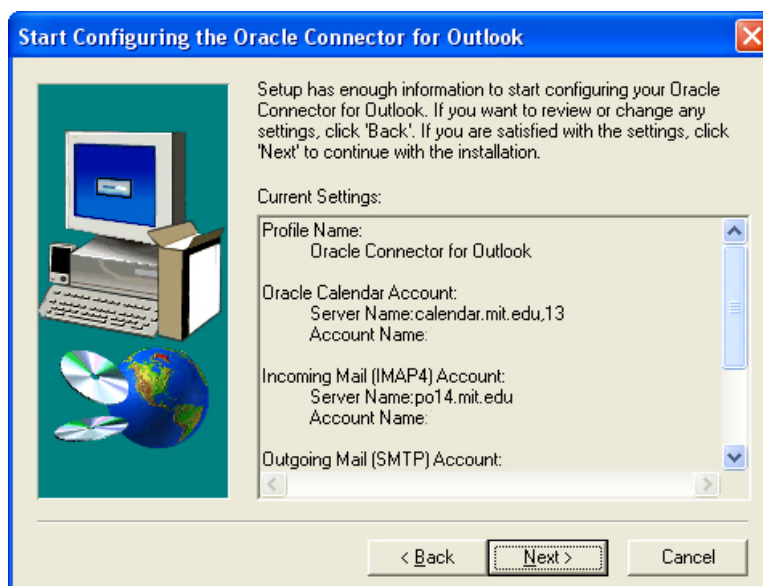 Start Configuring the Oracle Connector for Outlook
Setup has enough information to start configuring your Oracle
Connector for Outlook. If you want to review or change any
settings, click 'Back'. If you are satisfied with the settings, click
'Next' to continue with the installation.
Current Settings:
Profile Name:
Oracle Connector for Outlook
Oracle Calendar Account:
Server Name:calendar.mit.edu,13
Account Name:
Incoming Mail (IMAP4) Account:
Server Name:po14.mit.edu
Account Name:
Outgoing Mail (SMTP) Account:
< Back
Next >
Cancel